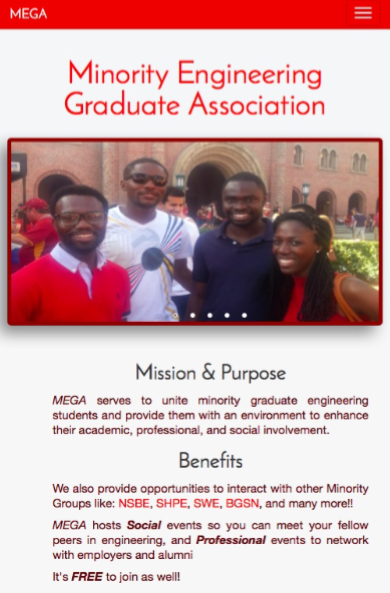 MEGA
Minority Engineering
Graduate Association
Mission & Purpose
MEGA serves to unite minority graduate engineering
students and provide them with an environment to enhance
their academic, professional, and social involvement.
Benefits
We also provide opportunities to interact with other Minority
Groups like: NSBE, SHPE, SWE, BGSN, and many more!!
MEGA hosts Social events so you can meet your fellow
peers in engineering, and Professional events to network
with employers and alumni
It's FREE to join as well!